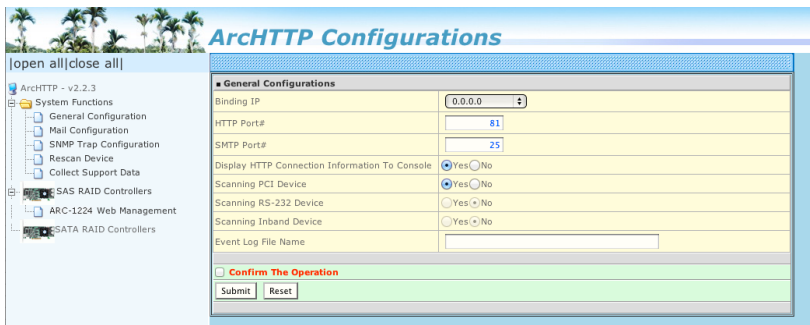 ArcHTTP Configurations
|open all|close all|
ArcHTTP - v2.2.3
System Functions
General Configuration
Mail Configuration
SNMP Trap Configuration
Rescan Device
Collect Support Data
SAS RAID Controllers
ARC-1224 Web Management
SATA RAID Controllers
General Configurations
Binding IP 0.0.0.0
HTTP Port# 81
SMTP Port# 25
Display HTTP Connection Information To Console Yes No
Scanning PCI Device Yes No
Scanning RS-232 Device Yes No
Scanning Inband Device Yes No
Event Log File Name
Confirm The Operation
Submit Reset